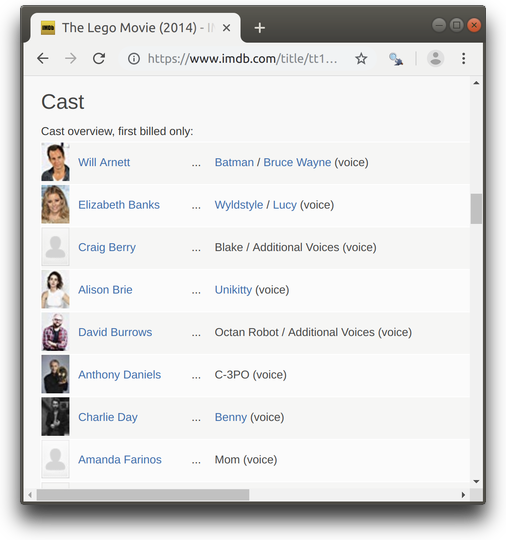 The Lego Movie (2014) - I
https://www.imdb.com/title/tt1...
Cast
Cast overview, first billed only:
Will Arnett ... Batman / Bruce Wayne (voice)
Elizabeth Banks ... Wyldstyle / Lucy (voice)
Craig Berry ... Blake / Additional Voices (voice)
Alison Brie ... Unikitty (voice)
David Burrows ... Octan Robot / Additional Voices (voice)
Anthony Daniels ... C-3PO (voice)
Charlie Day ... Benny (voice)
Amanda Farinos ... Mom (voice)